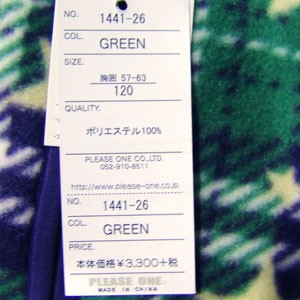 NO. 1441-26
COL. GREEN
SIZE.
胸囲 57-63
120
QUALITY.
ポリエステル100%
PLEASE ONE CO.,LTD.
052-910-8511
http://www.please-one.co.jp
NO. 1441-26
COL. GREEN
PRICE.
本体価格¥3,300+税
PLEASE ONE.
MADE IN CHINA